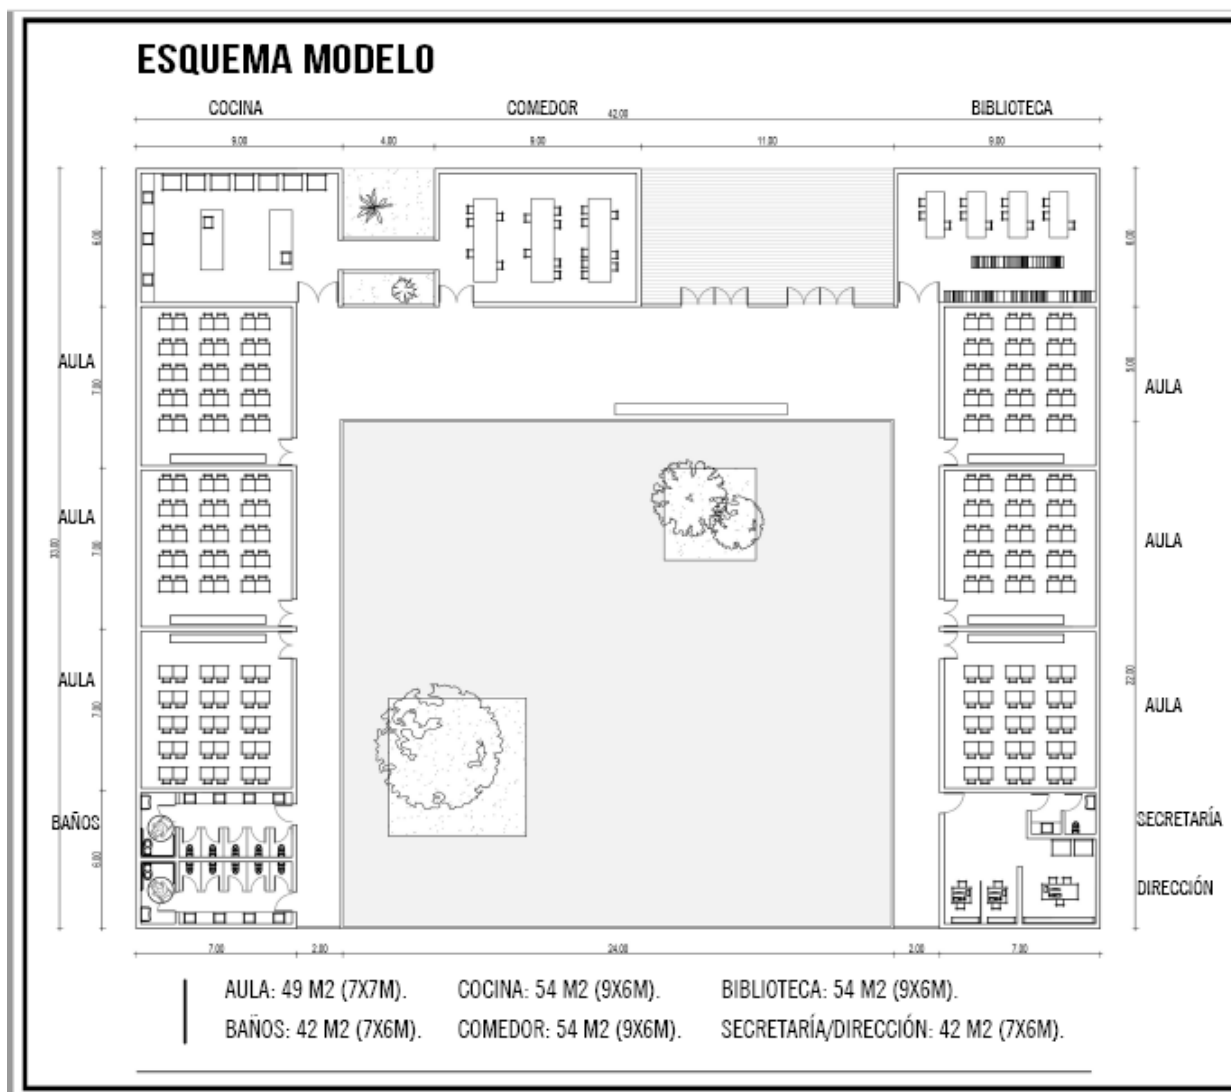 ESQUEMA MODELO
COCINA COMEDOR BIBLIOTECA
42.00
9.00 4.00 9.00 11.00 9.00
6.00 6.00
AULA 7.00 5.00 AULA
AULA 7.00 AULA
33.00
AULA 7.00 22.00 AULA
BAÑOS 6.00 SECRETARÍA
DIRECCIÓN
7.00 2.00 24.00 2.00 7.00
AULA: 49 M2 (7X7M). COCINA: 54 M2 (9X6M). BIBLIOTECA: 54 M2 (9X6M).
BAÑOS: 42 M2 (7X6M). COMEDOR: 54 M2 (9X6M). SECRETARÍA/DIRECCIÓN: 42 M2 (7X6M).